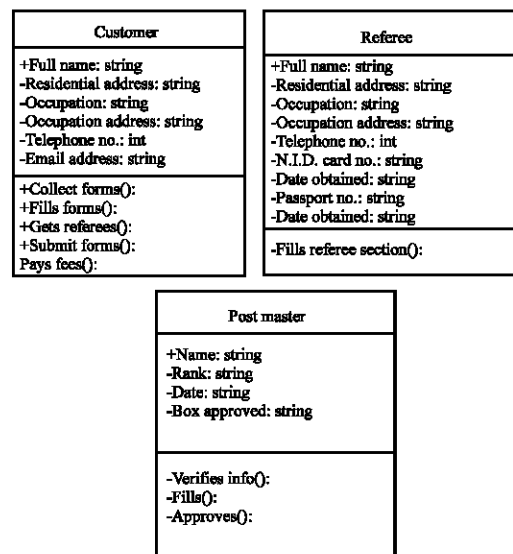 Customer
+Full name: string
-Residential address: string
-Occupation: string
-Occupation address: string
-Telephone no.: int
-Email address: string
+Collect forms():
+Fills forms():
+Gets referees():
+Submit forms():
Pays fees():
Referee
+Full name: string
-Residential address: string
-Occupation: string
-Occupation address: string
-Telephone no.: int
-N.I.D. card no.: string
-Date obtained: string
-Passport no.: string
-Date obtained: string
-Fills referee section():
Post master
+Name: string
-Rank: string
-Date: string
-Box approved: string
-Verifies info():
-Fills():
-Approves():